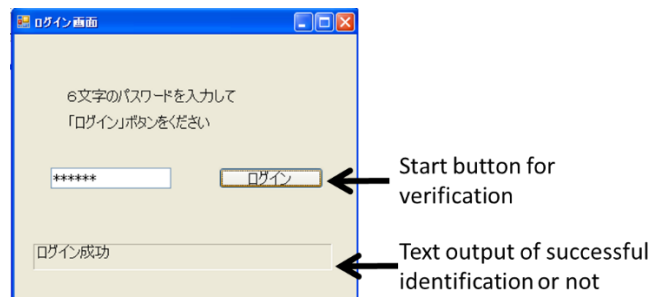 ログイン画面
6文字のパスワードを入力して
「ログイン」ボタンをください
******
ログイン
Start button for
verification
ログイン成功
Text output of successful
identification or not